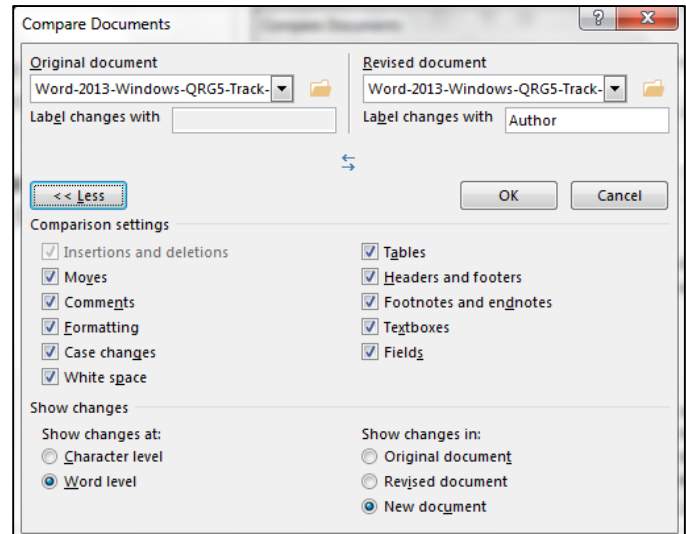 Compare Documents
Original document
Word-2013-Windows-QRG5-Track-
Label changes with
Revised document
Word-2013-Windows-QRG5-Track-
Label changes with Author
<< Less
OK
Cancel
Comparison settings
Insertions and deletions
Moves
Comments
Formatting
Case changes
White space
Tables
Headers and footers
Footnotes and endnotes
Textboxes
Fields
Show changes
Show changes at:
Character level
Word level
Show changes in:
Original document
Revised document
New document